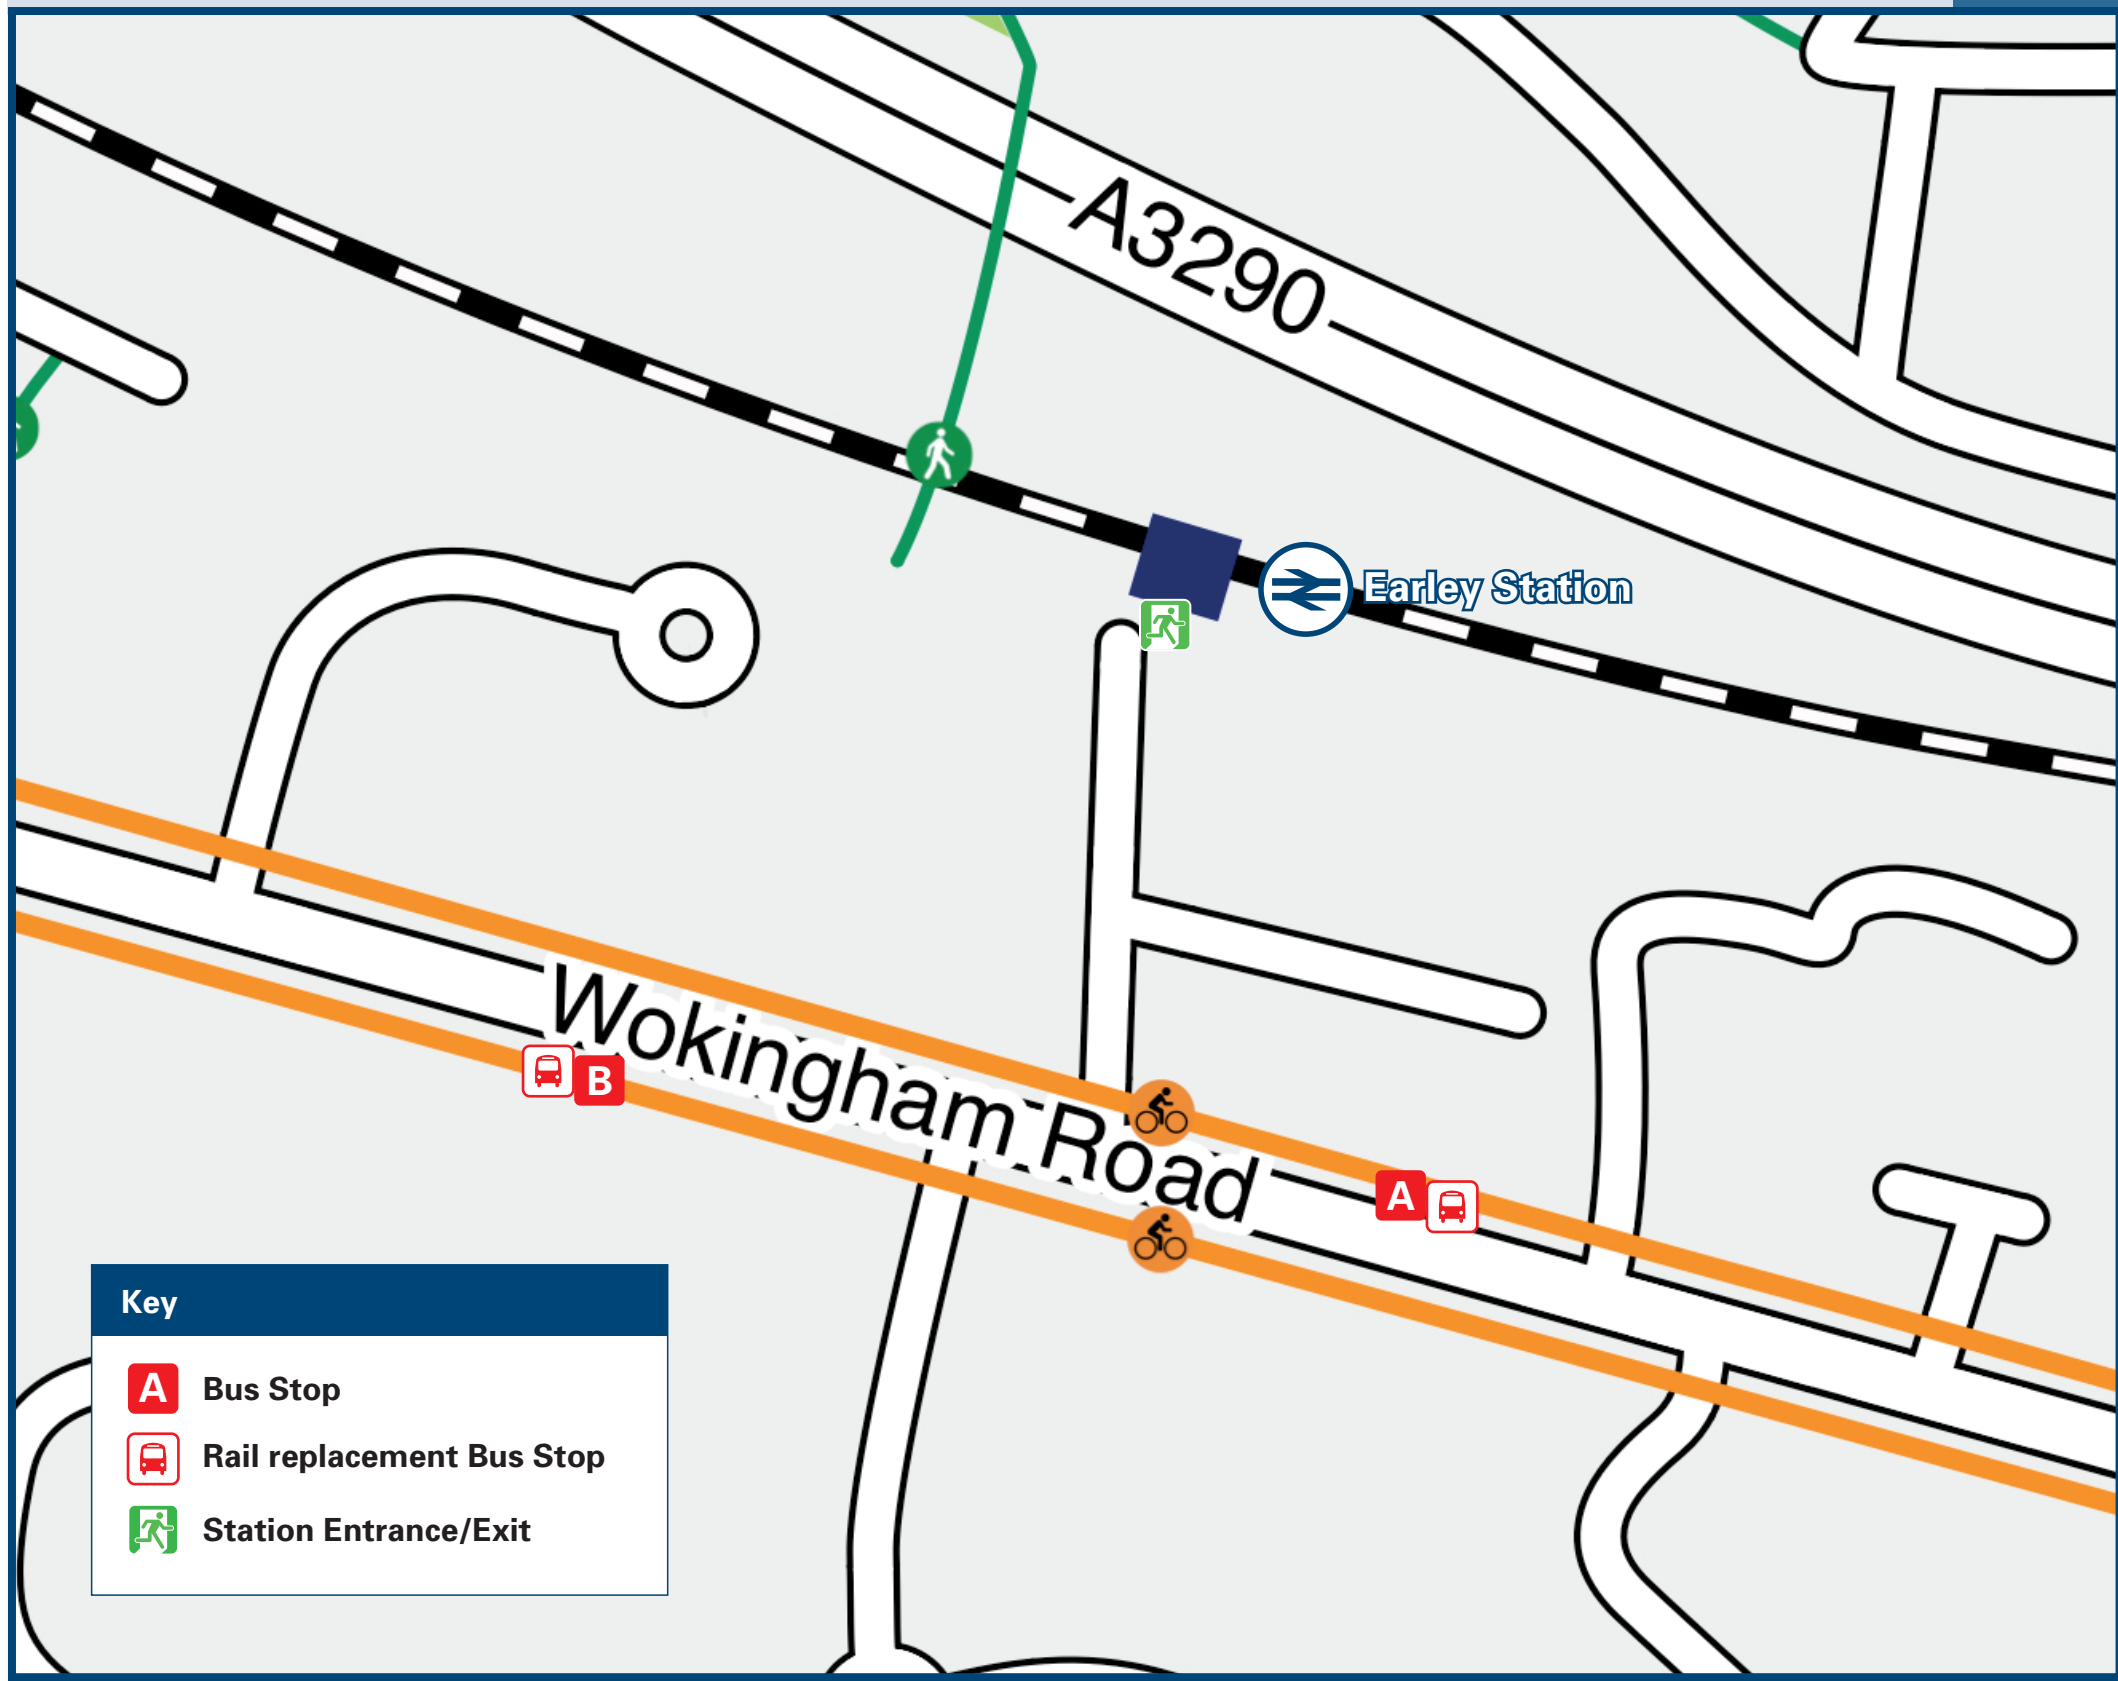 A3290
Earley Station
Wokingham Road
B
A
Key
A Bus Stop
Rail replacement Bus Stop
Station Entrance/Exit